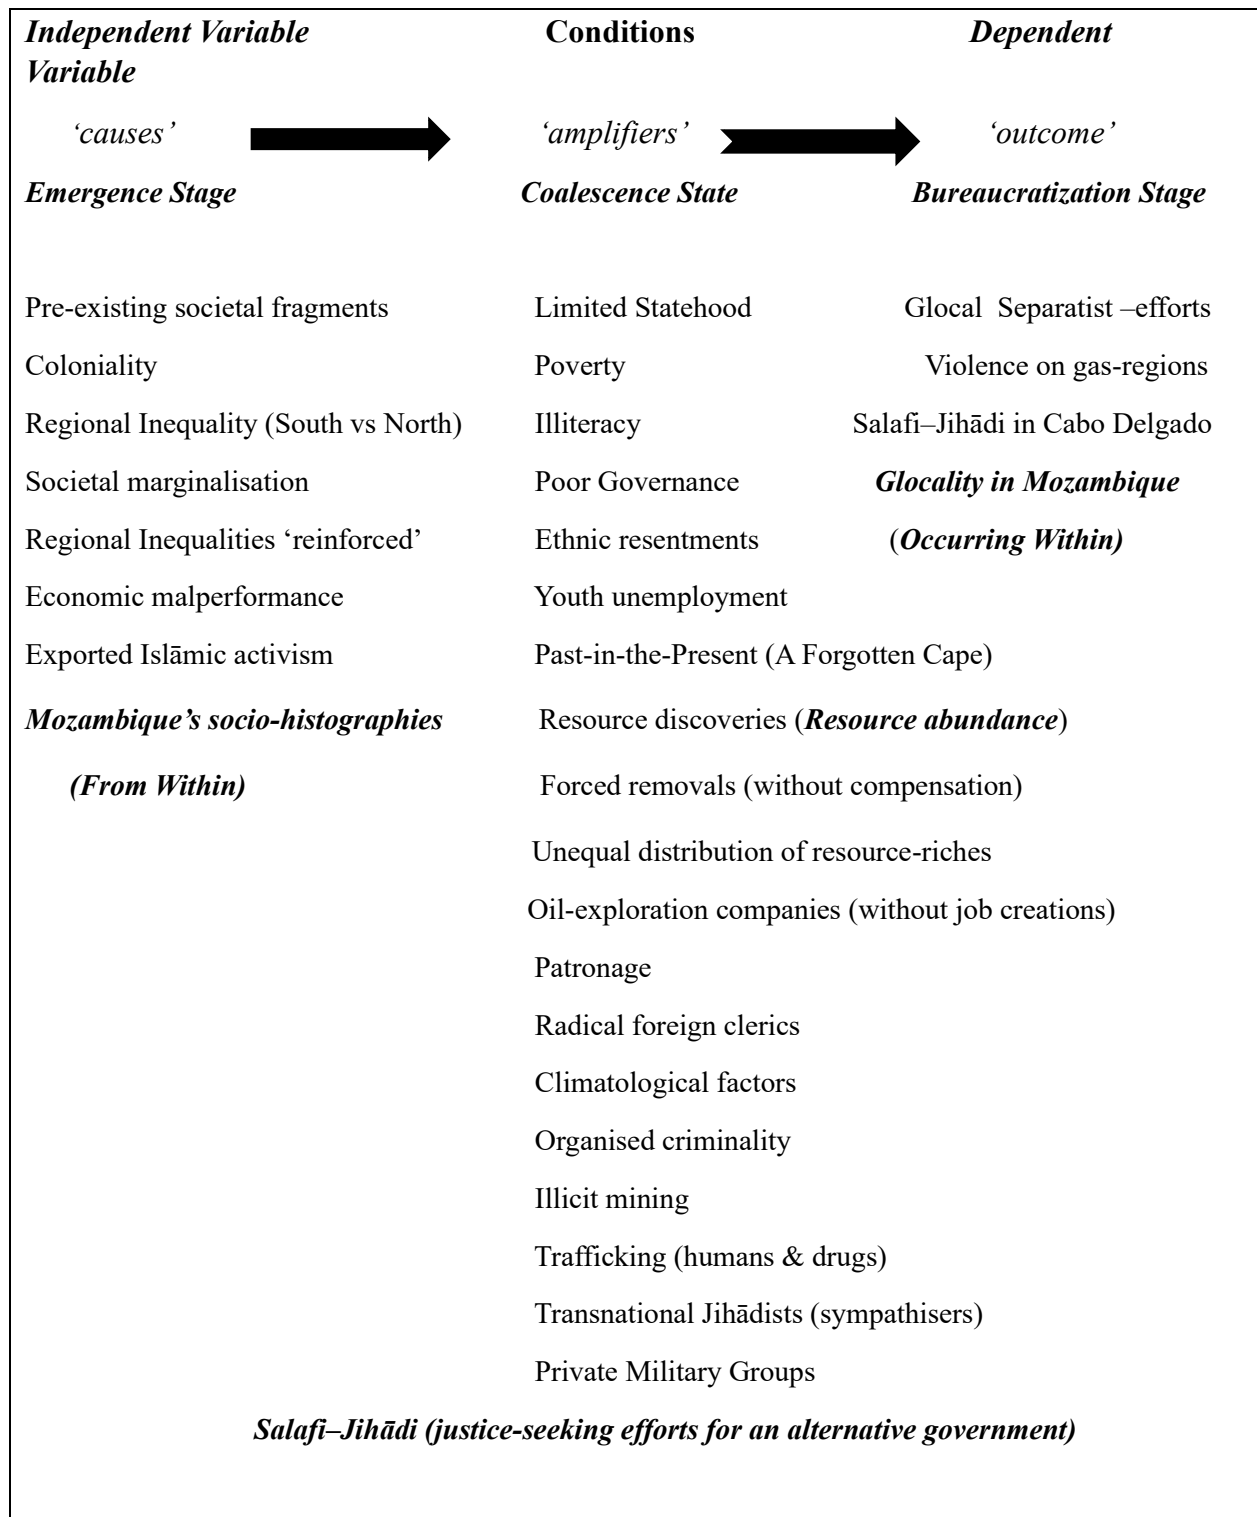 Independent Variable Conditions Dependent
Variable
‘causes’ ‘amplifiers’ ‘outcome’
Emergence Stage Coalescence State Bureaucratization Stage
Pre-existing societal fragments Limited Statehood Glocal Separatist –efforts
Coloniality Poverty Violence on gas-regions
Regional Inequality (South vs North) Illiteracy Salafi–Jihādi in Cabo Delgado
Societal marginalisation Poor Governance Glocality in Mozambique
Regional Inequalities ‘reinforced’ Ethnic resentments (Occurring Within)
Economic malperformance Youth unemployment
Exported Islāmic activism Past-in-the-Present (A Forgotten Cape)
Mozambique’s socio-histographies Resource discoveries (Resource abundance)
(From Within) Forced removals (without compensation)
Unequal distribution of resource-riches
Oil-exploration companies (without job creations)
Patronage
Radical foreign clerics
Climatological factors
Organised criminality
Illicit mining
Trafficking (humans & drugs)
Transnational Jihādists (sympathisers)
Private Military Groups
Salafi–Jihādi (justice-seeking efforts for an alternative government)